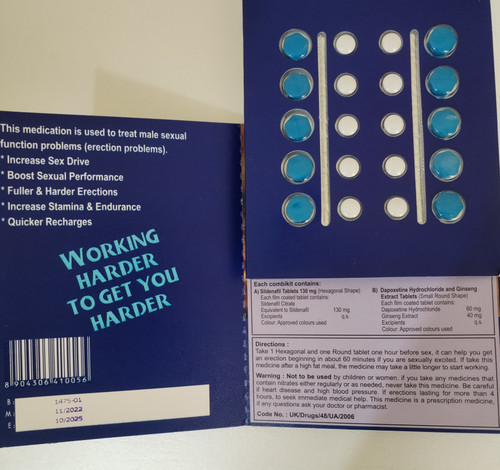 This medication is used to treat male sexual
function problems (erection problems).
* Increase Sex Drive
* Boost Sexual Performance
* Fuller & Harder Erections
* Increase Stamina & Endurance
* Quicker Recharges
WORKING
HARDER
TO GET YOU
HARDER
8 904306 410056
B 1475-01
M 11/2022
E 10/2025
Each combikit contains:
A) Sildenafil Tablets 130 mg (Hexagonal Shape)
Each film coated tablet contains:
Sildenafil Citrate
Equivalent to Sildenafil 130 mg
Excipients q.s
Colour: Approved colours used
B) Dapoxetine Hydrochloride and Ginseng
Extract Tablets (Small Round Shape)
Each film coated tablet contains:
Dapoxetine Hydrochloride 60 mg
Ginseng Extract 40 mg
Excipients q.s
Colour: Approved colours used
Directions :
Take 1 Hexagonal and one Round tablet one hour before sex, it can help you get
an erection beginning in about 60 minutes if you are sexually excited. If take this
medicine after a high fat meal, the medicine may take a little longer to start working.
Warning : Not to be used by children or women. if you take any medicines that
contain nitrates either regularly or as needed, never take this medicine. Be careful
if heart disease and high blood pressure. If erections lasting for more than 4
hours, to seek immediate medical help. This medicine is a prescription medicine,
if any questions ask your doctor or pharmacist.
Code No. : UK/Drugs/48/UA/2006